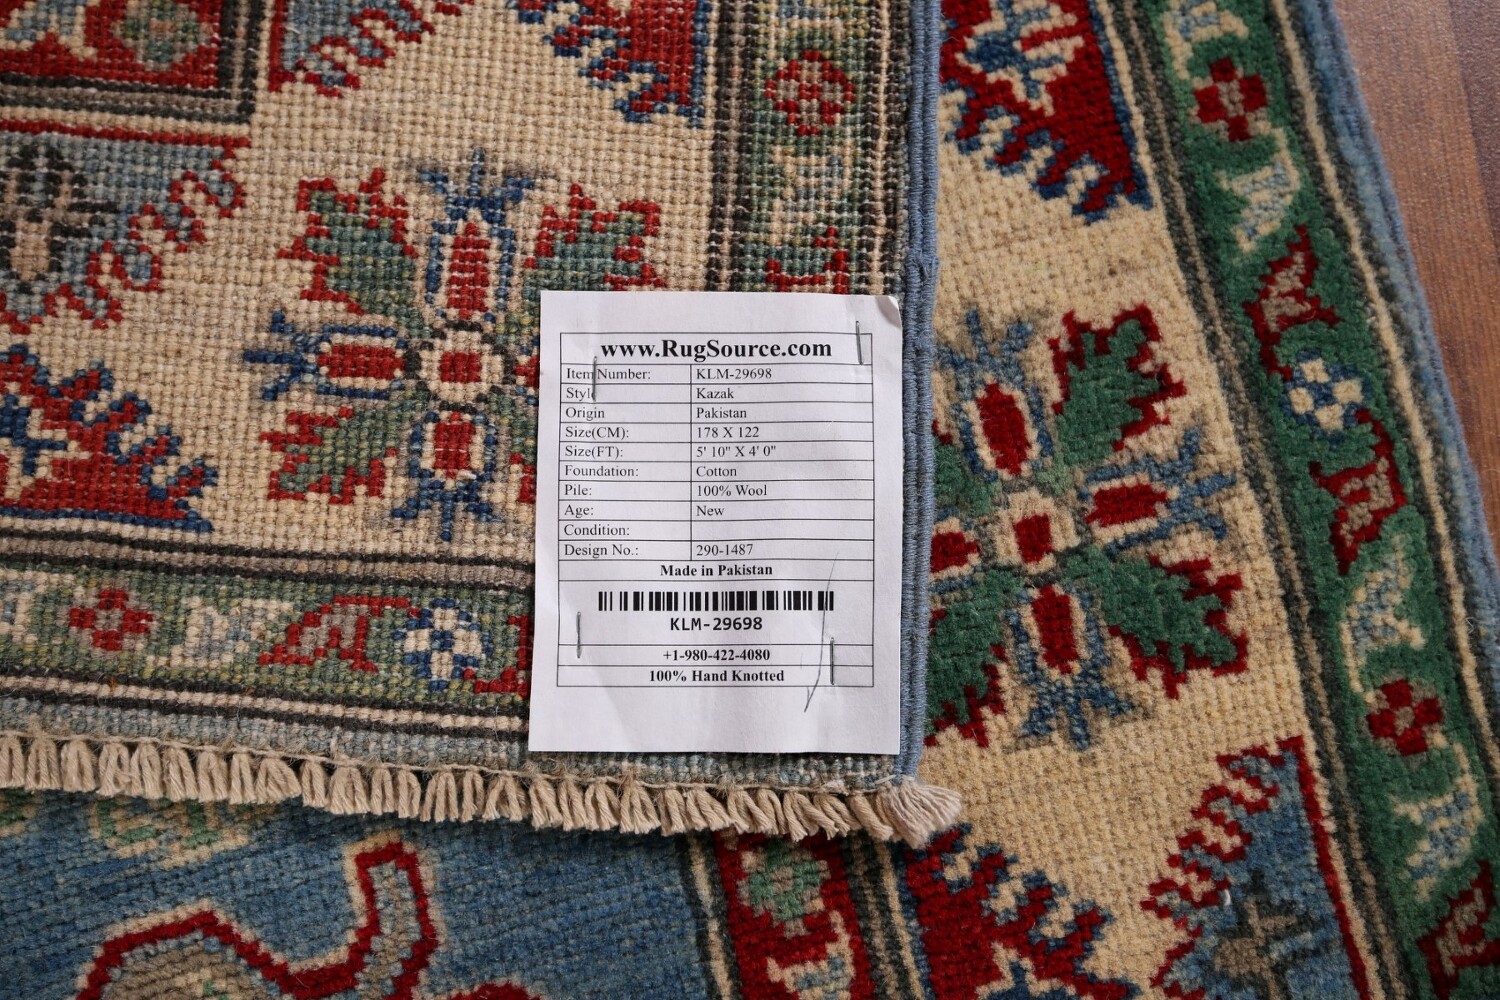 www.RugSource.com
Item Number: KLM-29698
Style Kazak
Origin Pakistan
Size(CM): 178 X 122
Size(FT): 5' 10" X 4' 0"
Foundation: Cotton
Pile: 100% Wool
Age: New
Condition:
Design No.: 290-1487
Made in Pakistan
KLM-29698
+1-980-422-4080
100% Hand Knotted